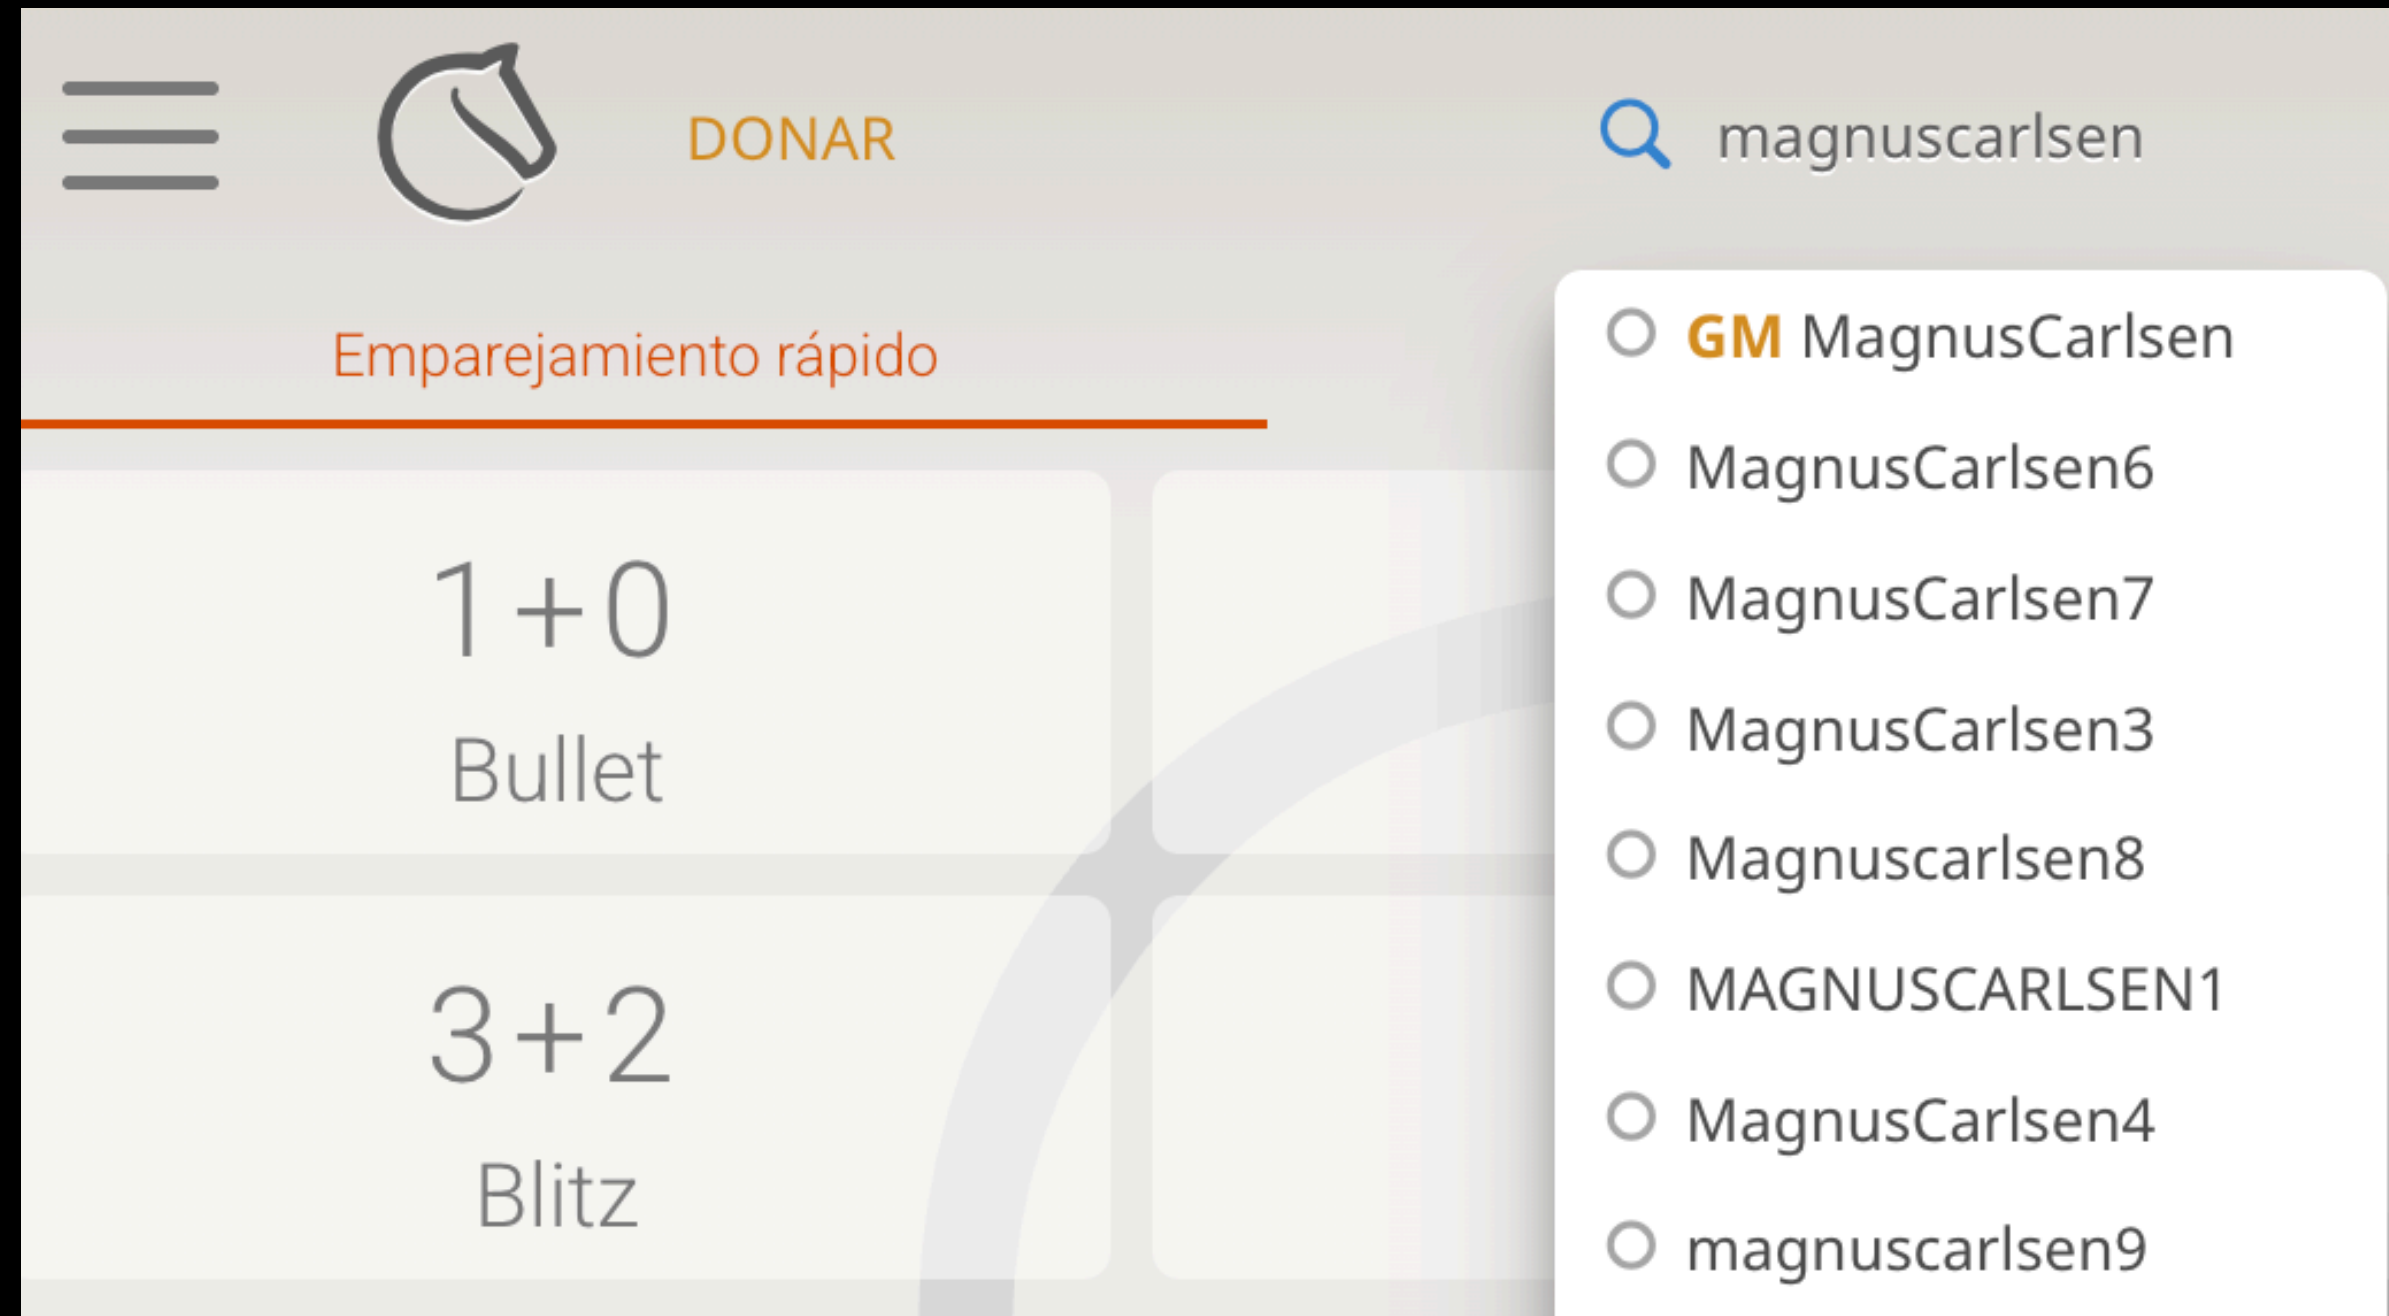 DONAR
magnuscarlsen
Emparejamiento rápido
1+0
Bullet
3+2
Blitz
GM MagnusCarlsen
MagnusCarlsen6
MagnusCarlsen7
MagnusCarlsen3
Magnuscarlsen8
MAGNUSCARLSEN1
MagnusCarlsen4
magnuscarlsen9